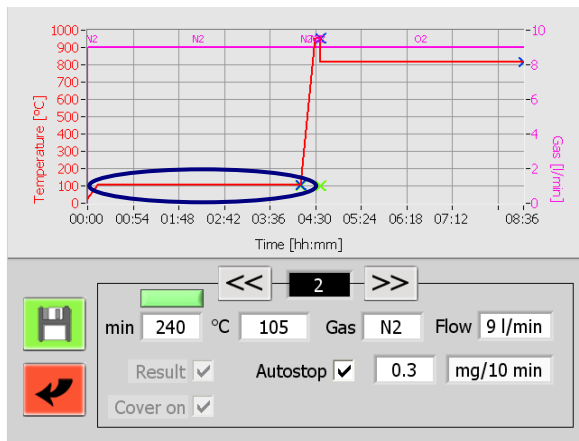 1000
900
800
700
600
500
400
300
200
100
0
Temperature [ºC]
N2
N2
N2
O2
10
8
6
4
2
0
Gas [l/min]
00:00 00:54 01:48 02:42 03:36 04:30 05:24 06:18 07:12 08:36
Time [hh:mm]
<< 2 >>
min 240 ºC 105 Gas N2 Flow 9 l/min
Result Autostop 0.3 mg/10 min
Cover on